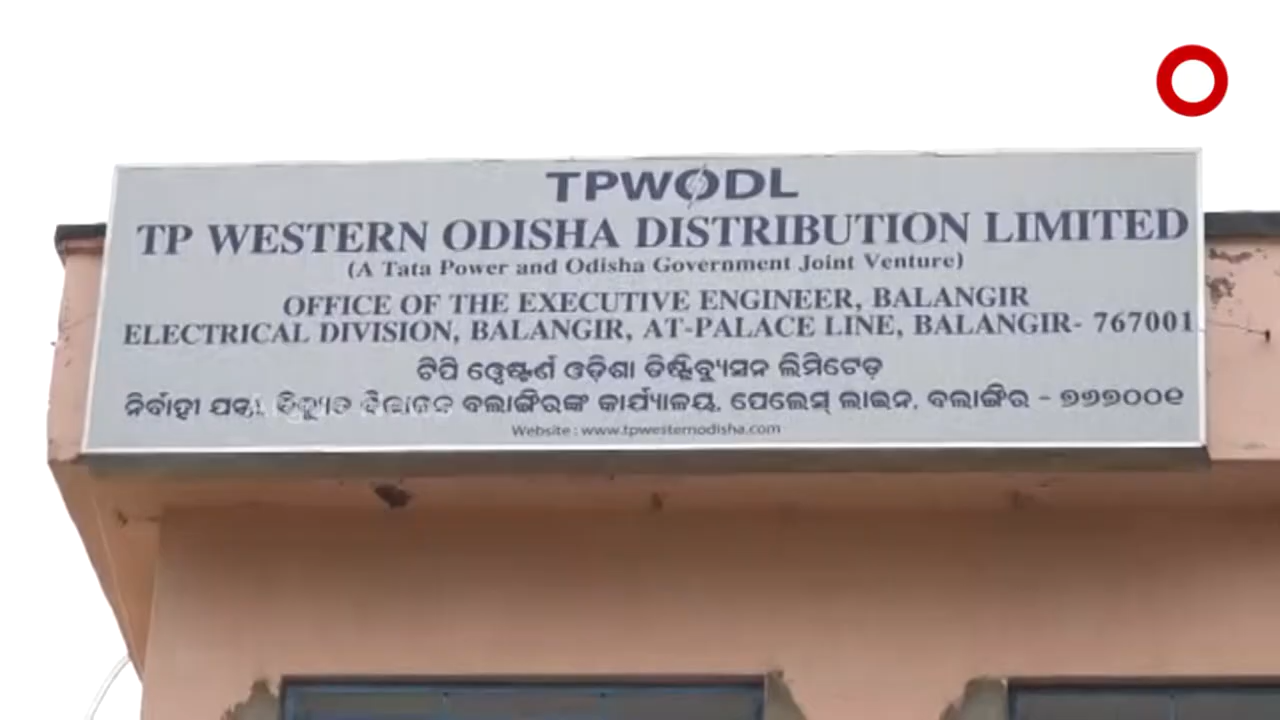 TPWODL
TP WESTERN ODISHA DISTRIBUTION LIMITED
(A Tata Power and Odisha Government Joint Venture)
OFFICE OF THE EXECUTIVE ENGINEER, BALANGIR
ELECTRICAL DIVISION, BALANGIR, AT-PALACE LINE, BALANGIR- 767001
ଟିପି ୱେଷ୍ଟର୍ଣ ଓଡ଼ିଶା ଡିଷ୍ଟ୍ରିବ୍ୟୁସନ ଲିମିଟେଡ଼
ନିର୍ବାହୀ ଯନ୍ତ୍ରୀ, ବିଦ୍ୟୁତ ବିଭାଜନ ବଲାଙ୍ଗିରଙ୍କ କାର୍ଯ୍ୟାଳୟ, ପେଲେସ୍ ଲାଇନ, ବଲାଙ୍ଗିର - ୭୬୭୦୦୧
Website : www.tpwesternodisha.com